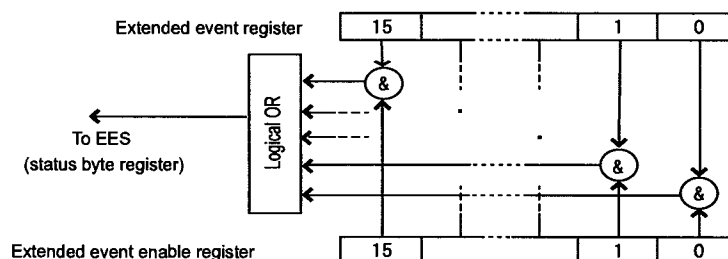 Extended event register 15 1 0
&
Logical OR
To EES
(status byte register)
&
&
Extended event enable register 15 1 0